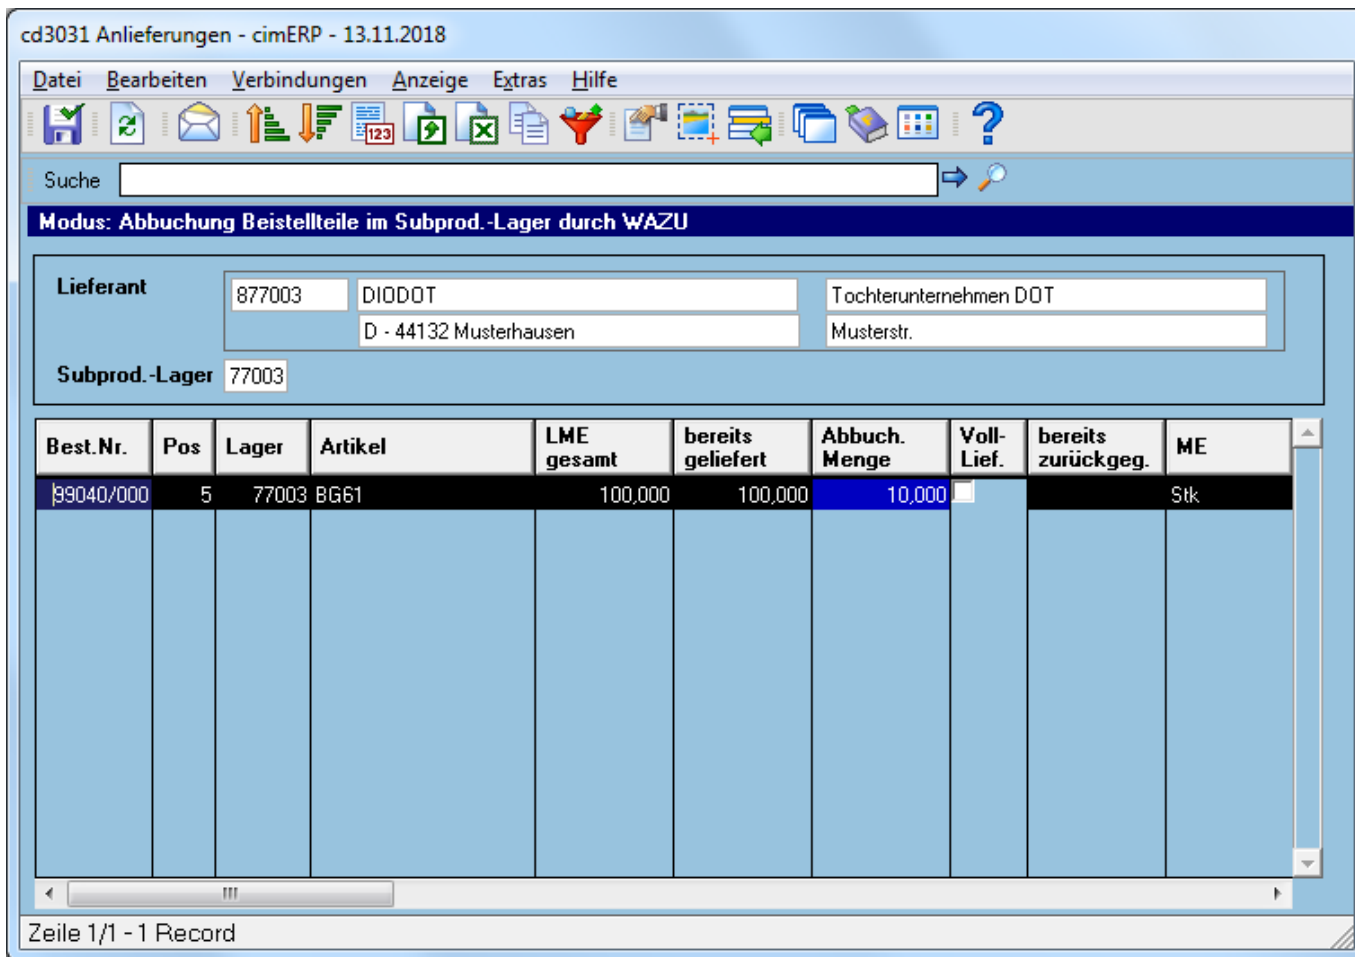 cd3031 Anlieferungen - cimERP - 13.11.2018
Datei Bearbeiten Verbindungen Anzeige Extras Hilfe
123
Suche
Modus: Abbuchung Beistellteile im Subprod.-Lager durch WAZU
Lieferant 877003 DIODOT Tochterunternehmen DOT
D - 44132 Musterhausen Musterstr.
Subprod.-Lager 77003
Best.Nr. Pos Lager Artikel LME gesamt bereits geliefert Abbuch. Menge Voll-Lief. bereits zurückgeg. ME
99040/000 5 77003 BG61 100,000 100,000 10,000 Stk
Zeile 1/1 - 1 Record